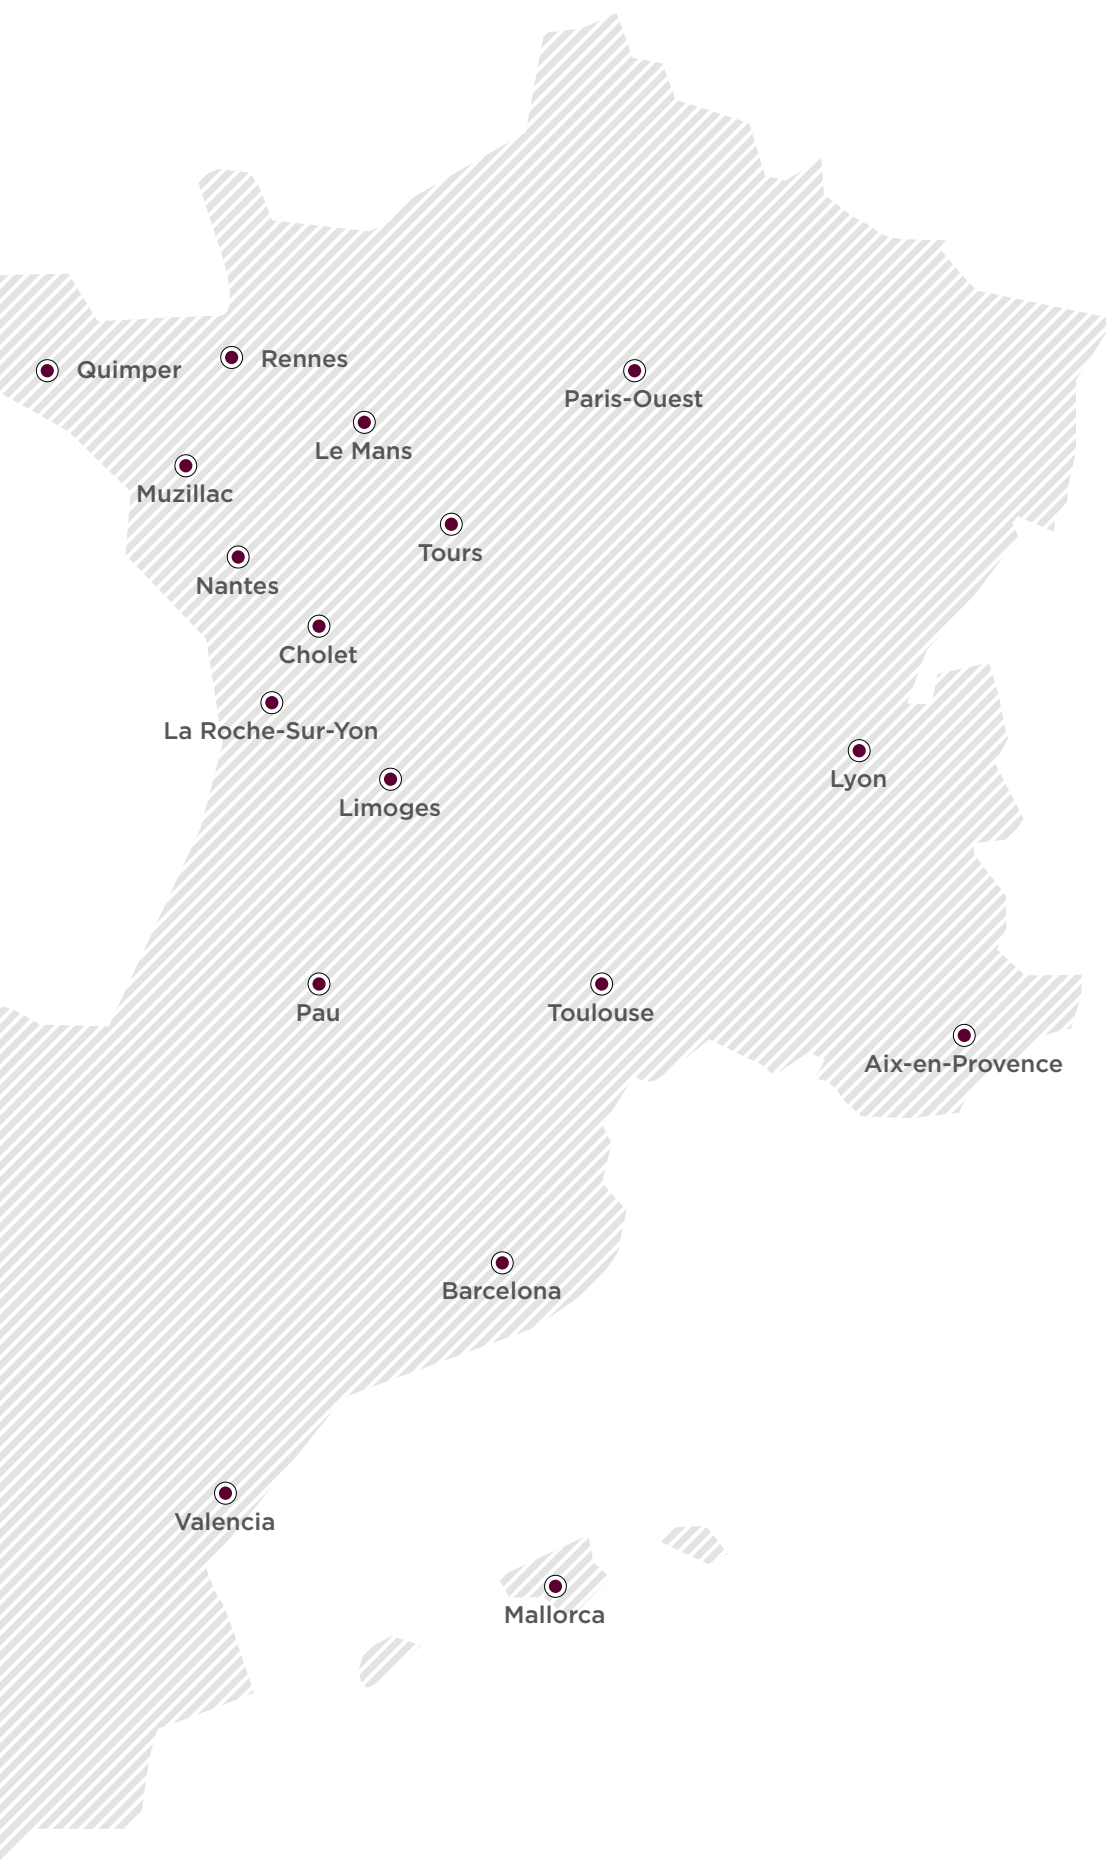 Rennes
Quimper
Paris-Ouest
Le Mans
Muzillac
Tours
Nantes
Cholet
La Roche-Sur-Yon
Lyon
Limoges
Pau
Toulouse
Aix-en-Provence
Barcelona
Valencia
Mallorca